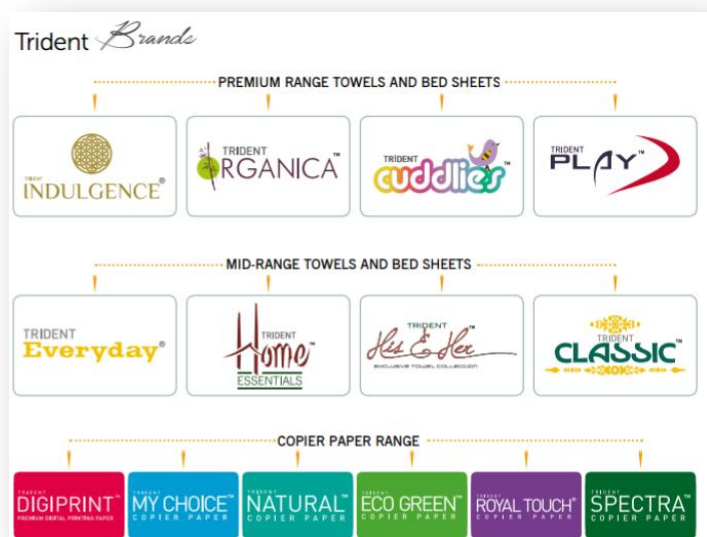 Trident Brands
PREMIUM RANGE TOWELS AND BED SHEETS
TRIDENT
INDULGENCE®
TRIDENT
ORGANICA™
TRIDENT
cuddlies™
TRIDENT
PLAY™
MID-RANGE TOWELS AND BED SHEETS
TRIDENT
Everyday®
TRIDENT
Home™
ESSENTIALS
TRIDENT™
His & Her
EXCLUSIVE TOWEL COLLECTION
TRIDENT
CLASSIC™
COPIER PAPER RANGE
TRIDENT
DIGIPRINT™
PREMIUM DIGITAL PRINTING PAPER
TRIDENT
MY CHOICE™
COPIER PAPER
TRIDENT
NATURAL™
COPIER PAPER
TRIDENT
ECO GREEN™
COPIER PAPER
TRIDENT
ROYAL TOUCH®
COPIER PAPER
TRIDENT
SPECTRA™
COPIER PAPER